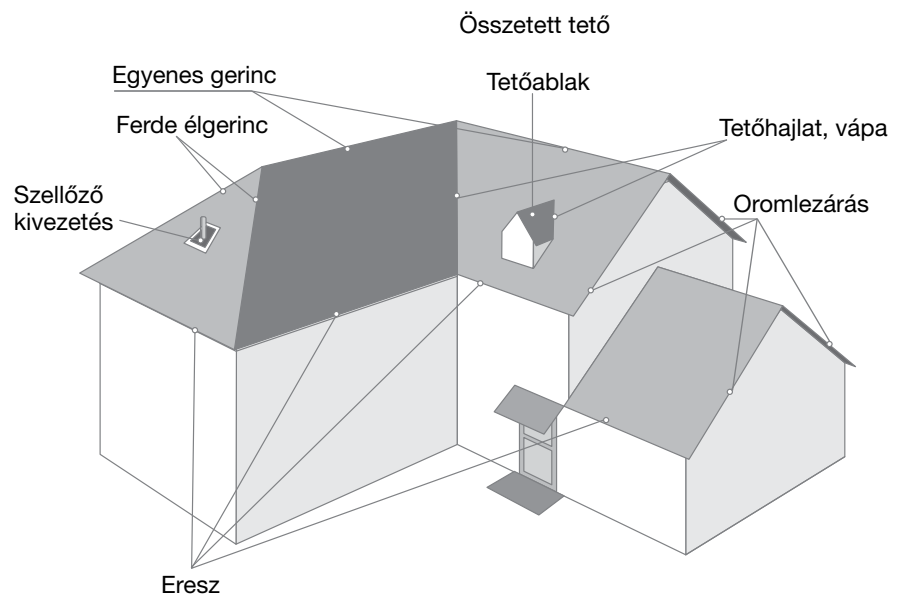 Összetett tető
Egyenes gerinc
Tetőablak
Ferde élgerinc
Tetőhajlat, vápa
Szellőző
kivezetés
Oromlezárás
Eresz